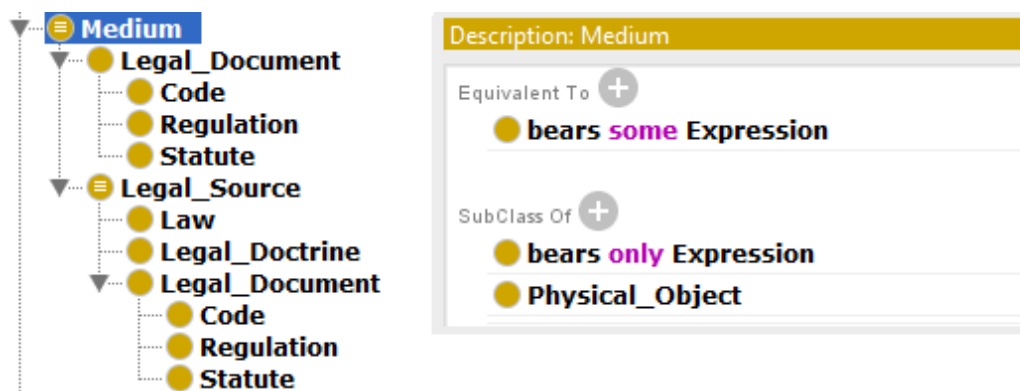 Medium
Legal_Document
Code
Regulation
Statute
Legal_Source
Law
Legal_Doctrine
Legal_Document
Code
Regulation
Statute
Description: Medium
Equivalent To
bears some Expression
SubClass Of
bears only Expression
Physical_Object